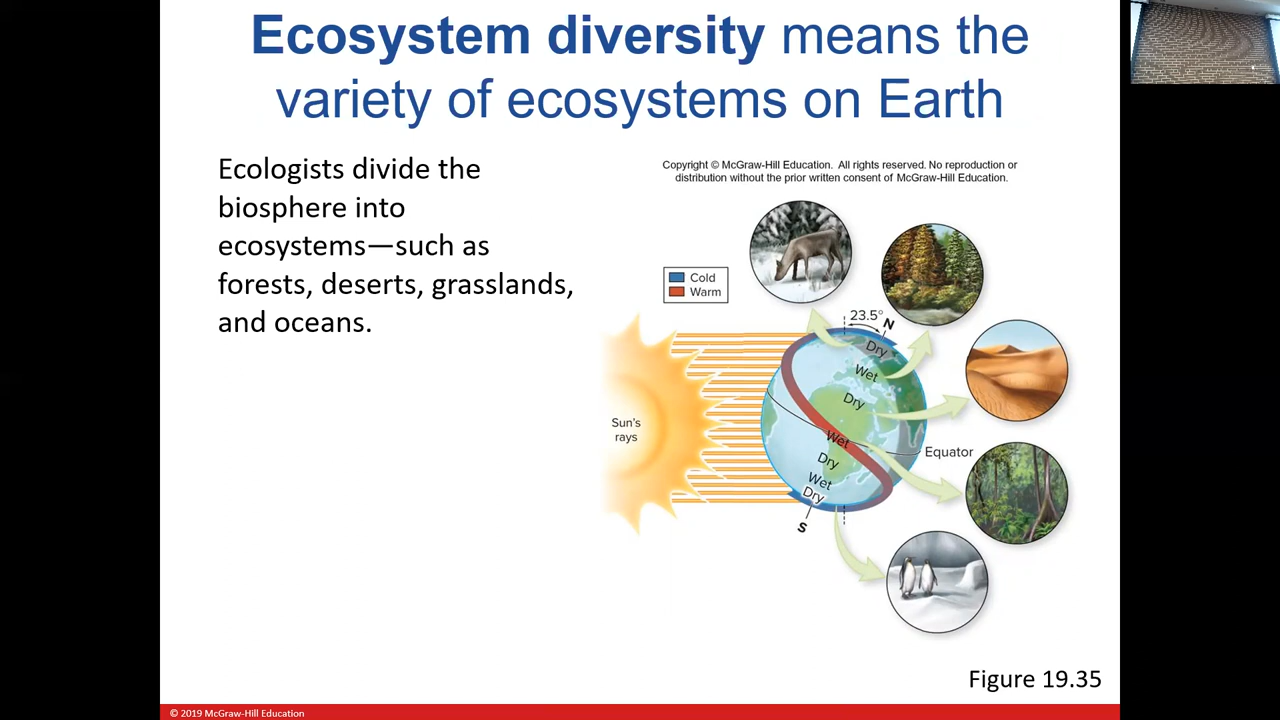 Ecosystem diversity means the
variety of ecosystems on Earth
Ecologists divide the
biosphere into
ecosystems—such as
forests, deserts, grasslands,
and oceans.
Copyright © McGraw-Hill Education. All rights reserved. No reproduction or
distribution without the prior written consent of McGraw-Hill Education.
Cold
Warm
23.5°
N
Dry
Wet
Dry
Wet
Dry
Wet
Dry
S
Sun's
rays
Equator
Figure 19.35
© 2019 McGraw-Hill Education